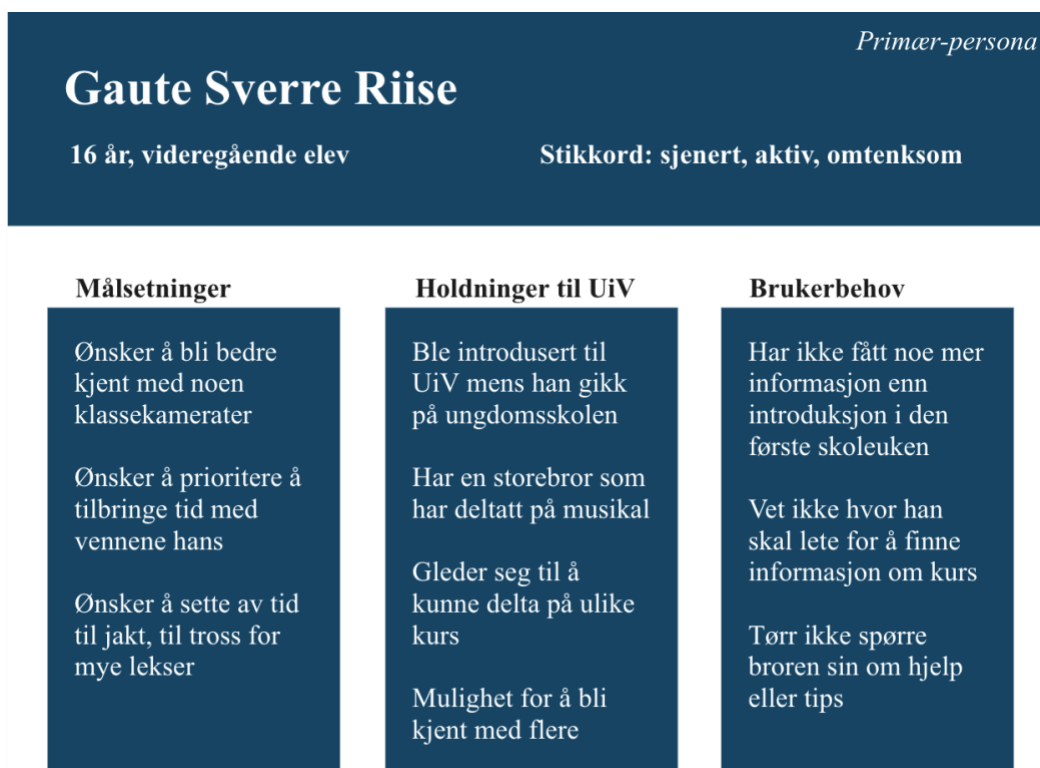 Primær-persona
Gaute Sverre Riise
16 år, videregående elev
Stikkord: sjenert, aktiv, omtenksom
Målsetninger
Ønsker å bli bedre
kjent med noen
klassekamerater
Ønsker å prioritere å
tilbringe tid med
vennene hans
Ønsker å sette av tid
til jakt, til tross for
mye lekser
Holdninger til UiV
Ble introdusert til
UiV mens han gikk
på ungdomsskolen
Har en storebror som
har deltatt på musikal
Gleder seg til å
kunne delta på ulike
kurs
Mulighet for å bli
kjent med flere
Brukerbehov
Har ikke fått noe mer
informasjon enn
introduksjon i den
første skoleuken
Vet ikke hvor han
skal lete for å finne
informasjon om kurs
Tørr ikke spørre
broren sin om hjelp
eller tips